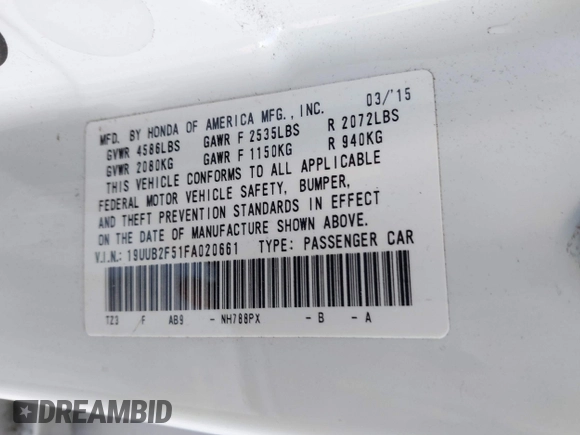 MFD. BY HONDA OF AMERICA MFG., INC. 03/'15
GVWR 4586LBS GAWR F 2535LBS R 2072LBS
GVWR 2080KG GAWR F 1150KG R 940KG
THIS VEHICLE CONFORMS TO ALL APPLICABLE
FEDERAL MOTOR VEHICLE SAFETY, BUMPER,
AND THEFT PREVENTION STANDARDS IN EFFECT
ON THE DATE OF MANUFACTURE SHOWN ABOVE.
V.I.N.: 19UUB2F51FA020661 TYPE: PASSENGER CAR
TZ3 F AB9 - NH788PX - B - A
DREAMBID